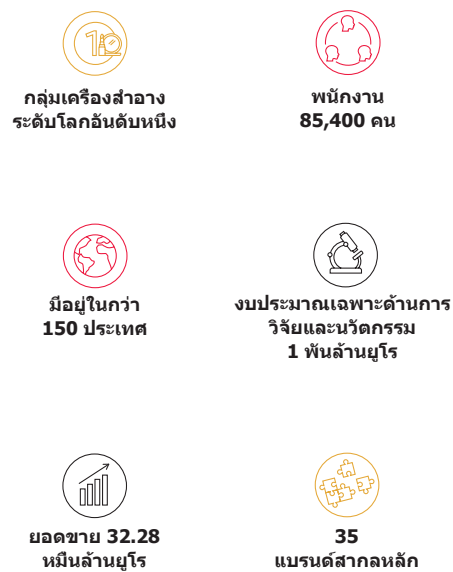 1
กลุ่มเครื่องสำอาง
ระดับโลกอันดับหนึ่ง
พนักงาน
85,400 คน
มีอยู่ในกว่า
150 ประเทศ
งบประมาณเฉพาะด้านการ
วิจัยและนวัตกรรม
1 พันล้านยูโร
ยอดขาย 32.28
หมื่นล้านยูโร
35
แบรนด์สากลหลัก